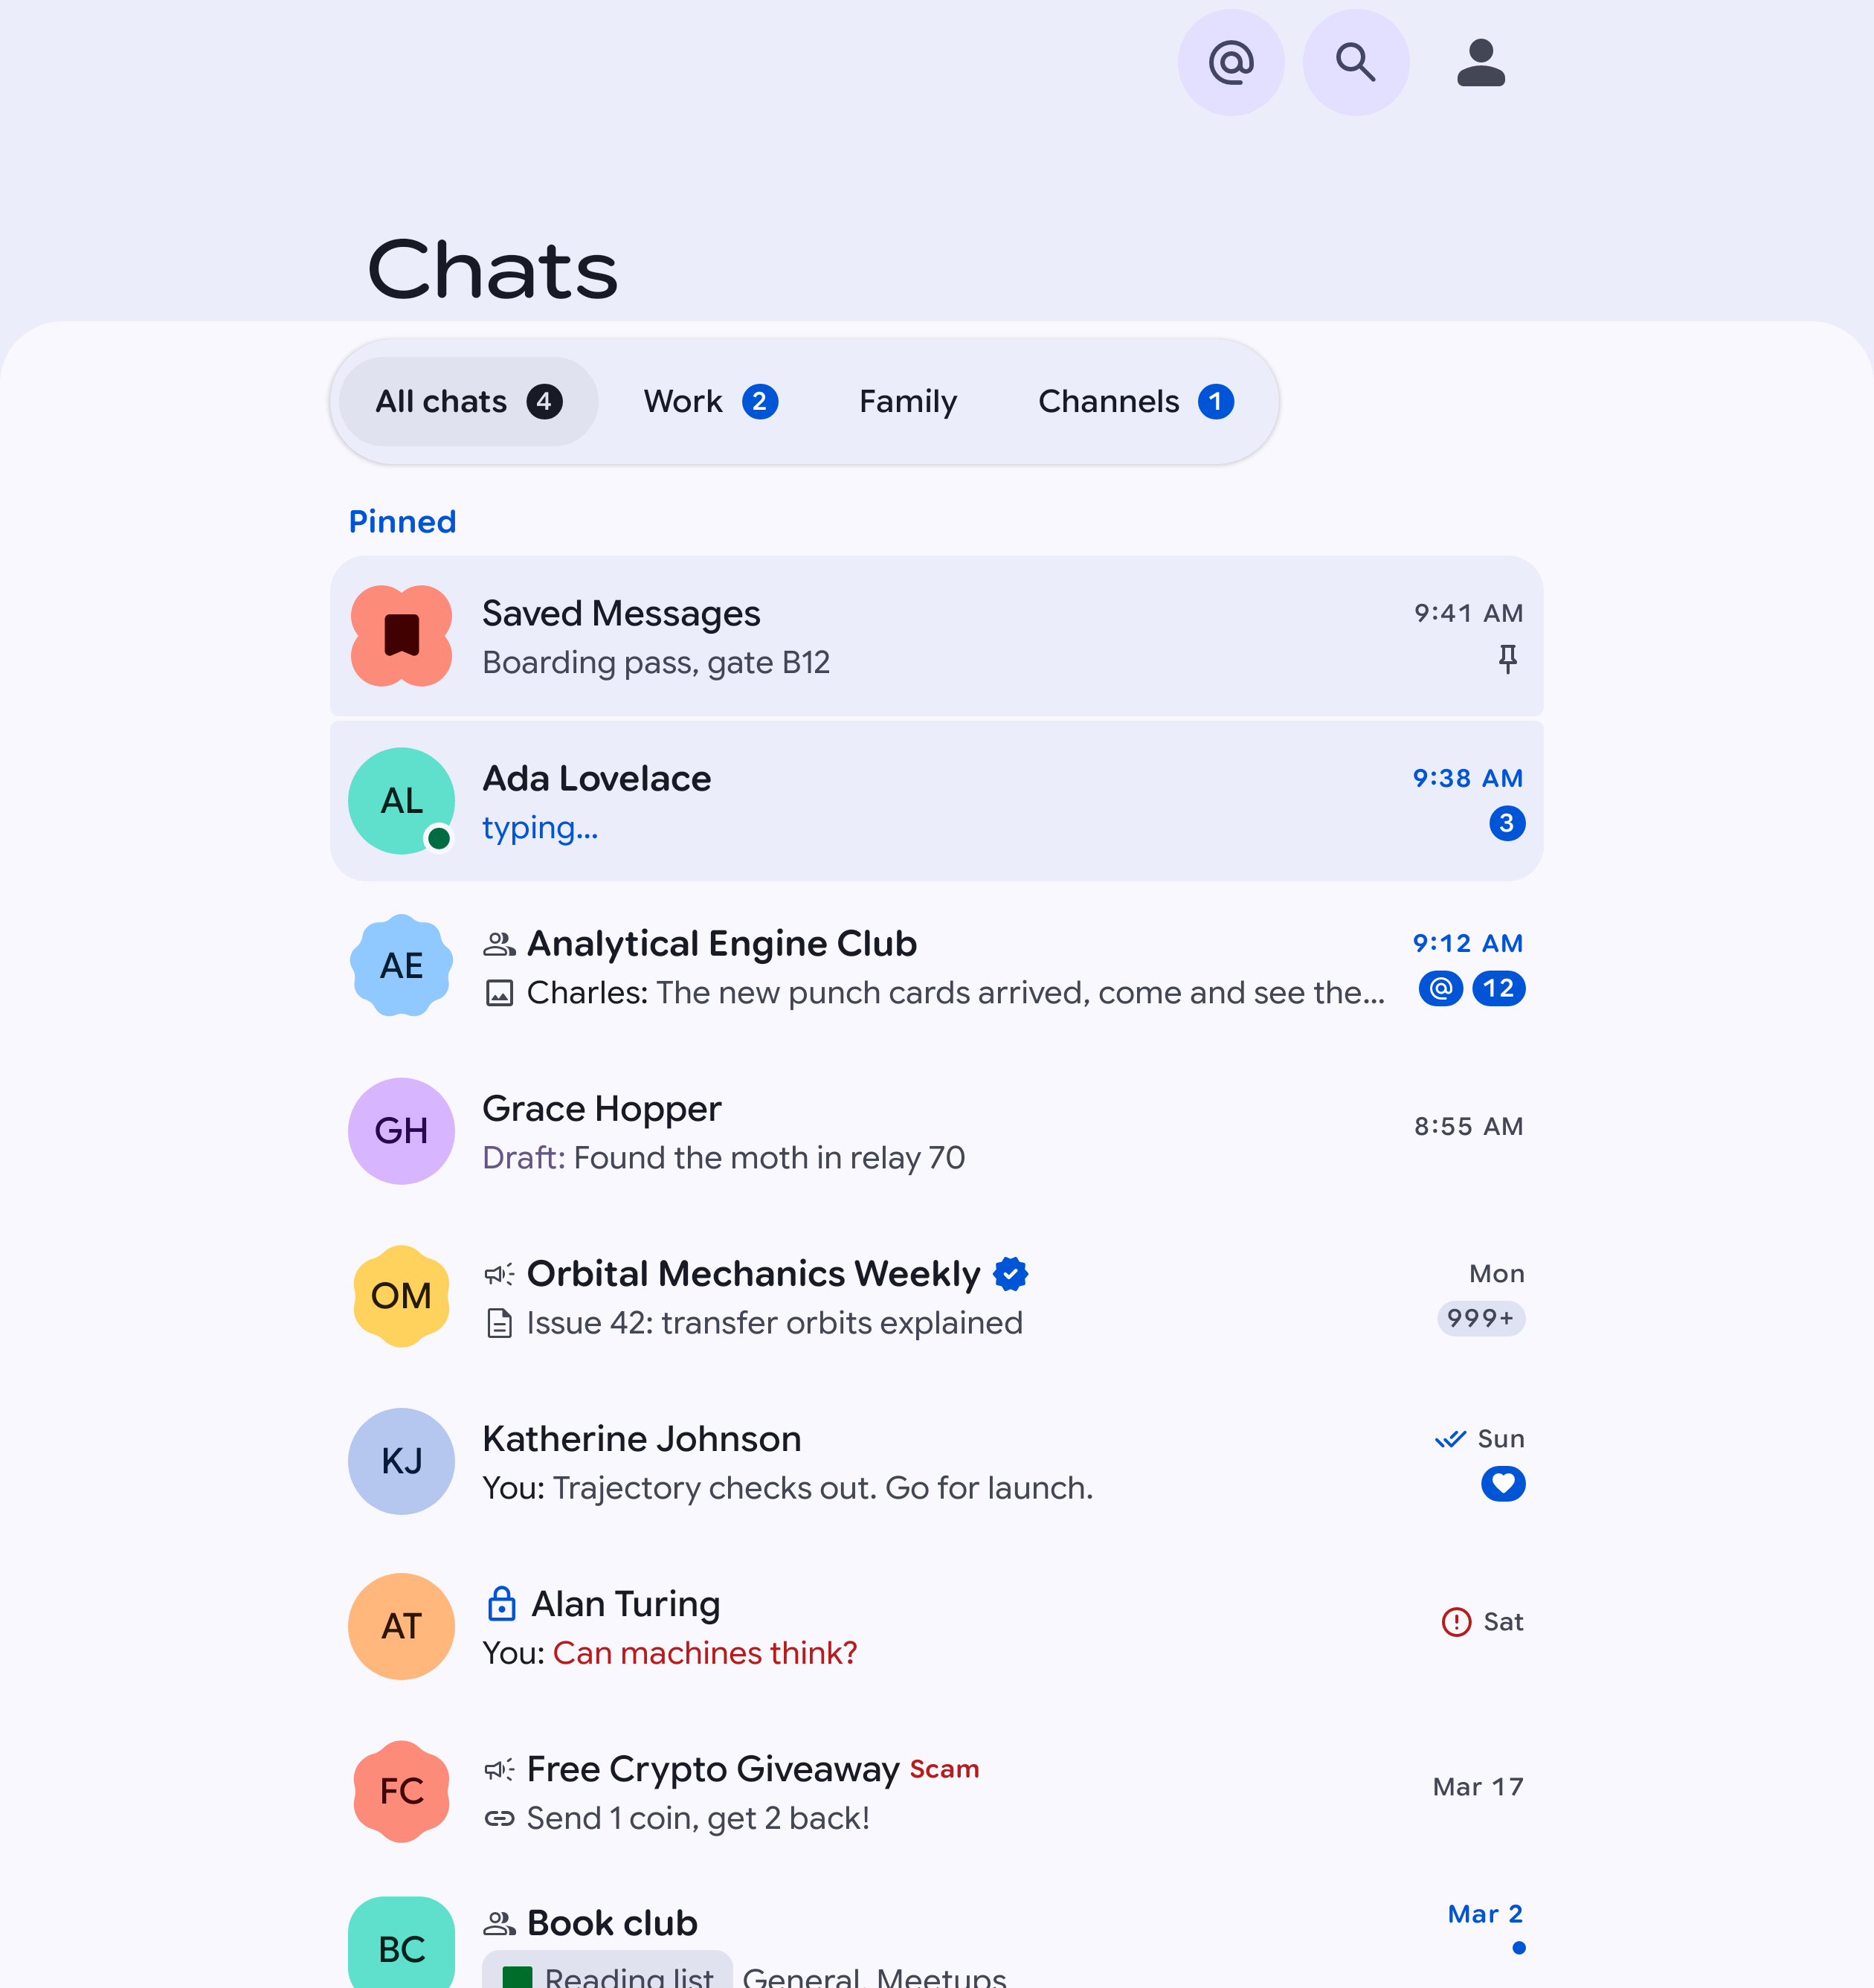 Chats
All chats 4 Work 2 Family Channels 1
Pinned
Saved Messages 9:41 AM
Boarding pass, gate B12
AL Ada Lovelace 9:38 AM
typing... 3
AE Analytical Engine Club 9:12 AM
Charles: The new punch cards arrived, come and see the... @ 12
GH Grace Hopper 8:55 AM
Draft: Found the moth in relay 70
OM Orbital Mechanics Weekly Mon
Issue 42: transfer orbits explained 999+
KJ Katherine Johnson Sun
You: Trajectory checks out. Go for launch.
AT Alan Turing Sat
You: Can machines think?
FC Free Crypto Giveaway Scam Mar 17
Send 1 coin, get 2 back!
BC Book club Mar 2
Reading list General, Meetups